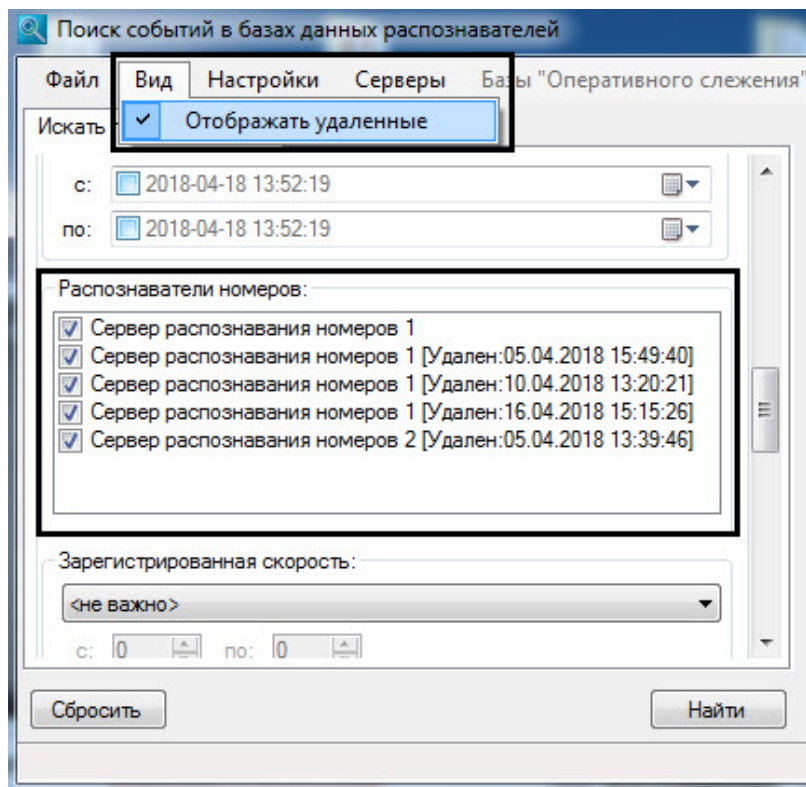 Поиск событий в базах данных распознавателей
Файл Вид Настройки Серверы Базы "Оперативного слежения"
Искать
Отображать удаленные
с: 2018-04-18 13:52:19
по: 2018-04-18 13:52:19
Распознаватели номеров:
Сервер распознавания номеров 1
Сервер распознавания номеров 1 [Удален:05.04.2018 15:49:40]
Сервер распознавания номеров 1 [Удален:10.04.2018 13:20:21]
Сервер распознавания номеров 1 [Удален:16.04.2018 15:15:26]
Сервер распознавания номеров 2 [Удален:05.04.2018 13:39:46]
Зарегистрированная скорость:
<не важно>
с: 0 по: 0
Сбросить Найти